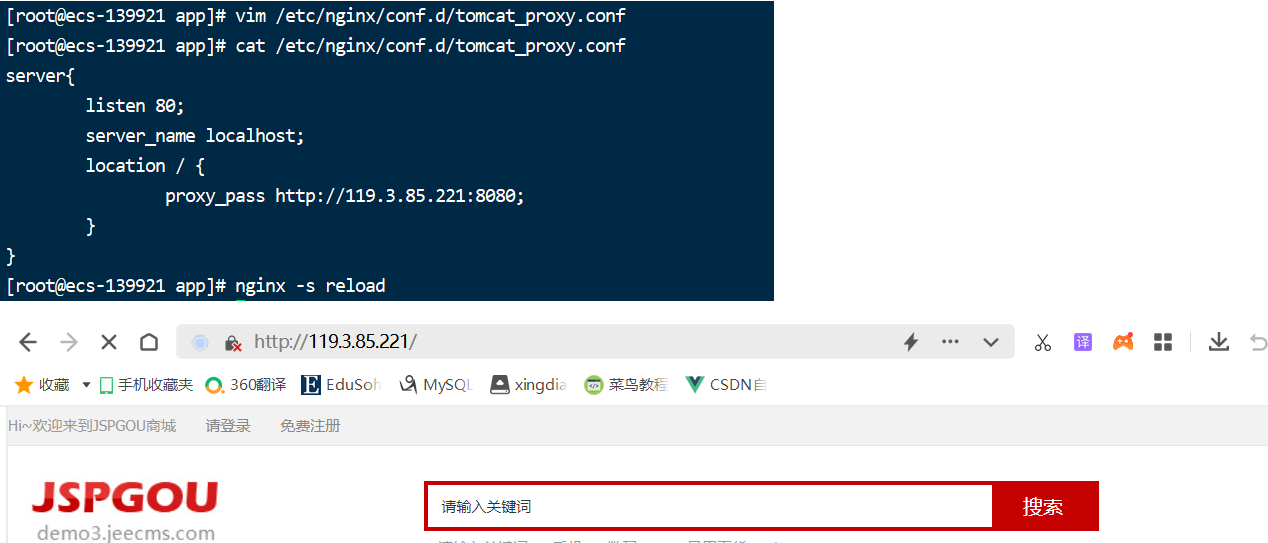 [root@ecs-139921 app]# vim /etc/nginx/conf.d/tomcat_proxy.conf
[root@ecs-139921 app]# cat /etc/nginx/conf.d/tomcat_proxy.conf
server{
listen 80;
server_name localhost;
location / {
proxy_pass http://119.3.85.221:8080;
}
}
[root@ecs-139921 app]# nginx -s reload
http://119.3.85.221/
译
收藏 手机收藏夹 360翻译 EduSoh MySQL xingdia 菜鸟教程 CSDN自
Hi~欢迎来到JSPGOU商城 请登录 免费注册
JSPGOU
请输入关键词 搜索
demo3.jeecms.com